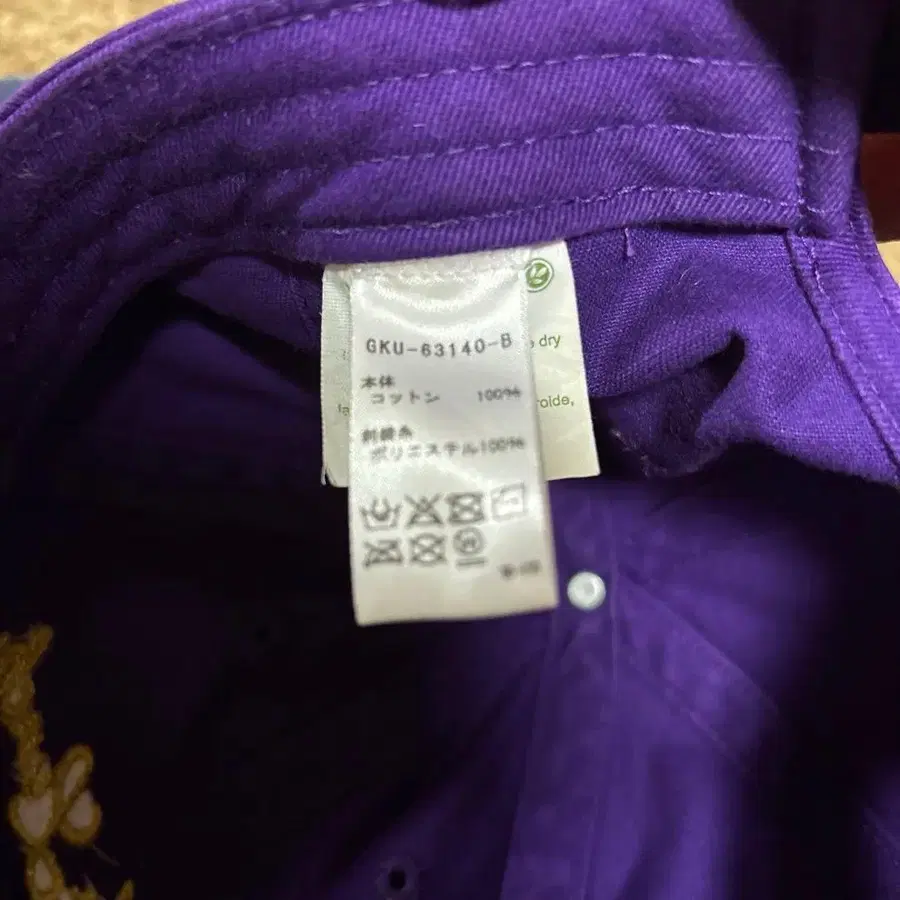 GKU-63140-B
本体
コットン 100%
刺繍糸
ポリエステル100%
dry
roide,